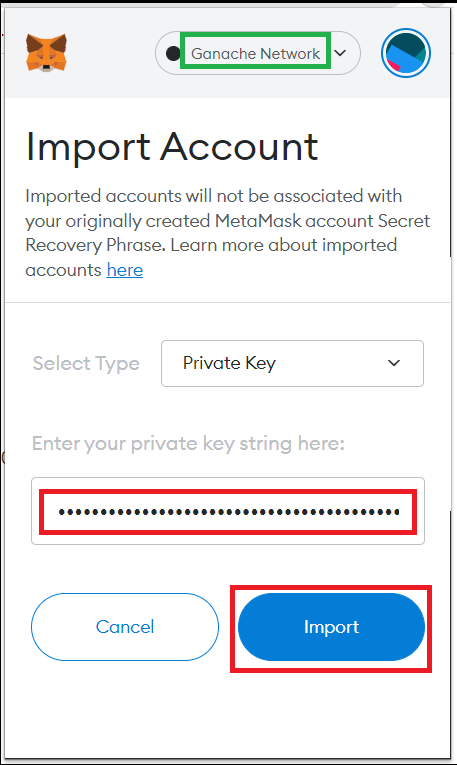 Ganache Network
Import Account
Imported accounts will not be associated with
your originally created MetaMask account Secret
Recovery Phrase. Learn more about imported
accounts here
Select Type
Private Key
Enter your private key string here:
••••••••••••••••••••••••••••••••••••••••••
Cancel
Import